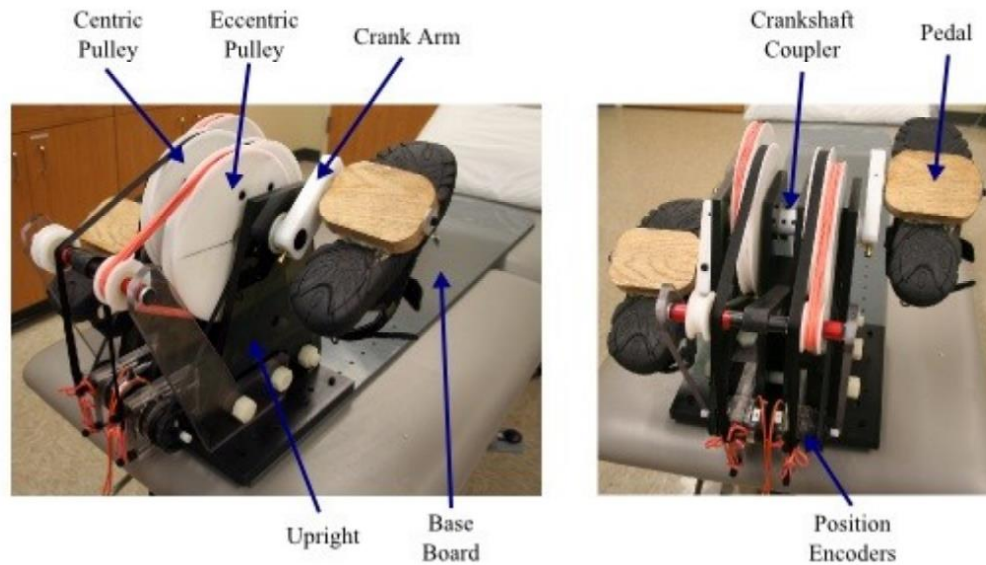 Centric
Pulley
Eccentric
Pulley
Crank Arm
Crankshaft
Coupler
Pedal
Upright
Base
Board
Position
Encoders